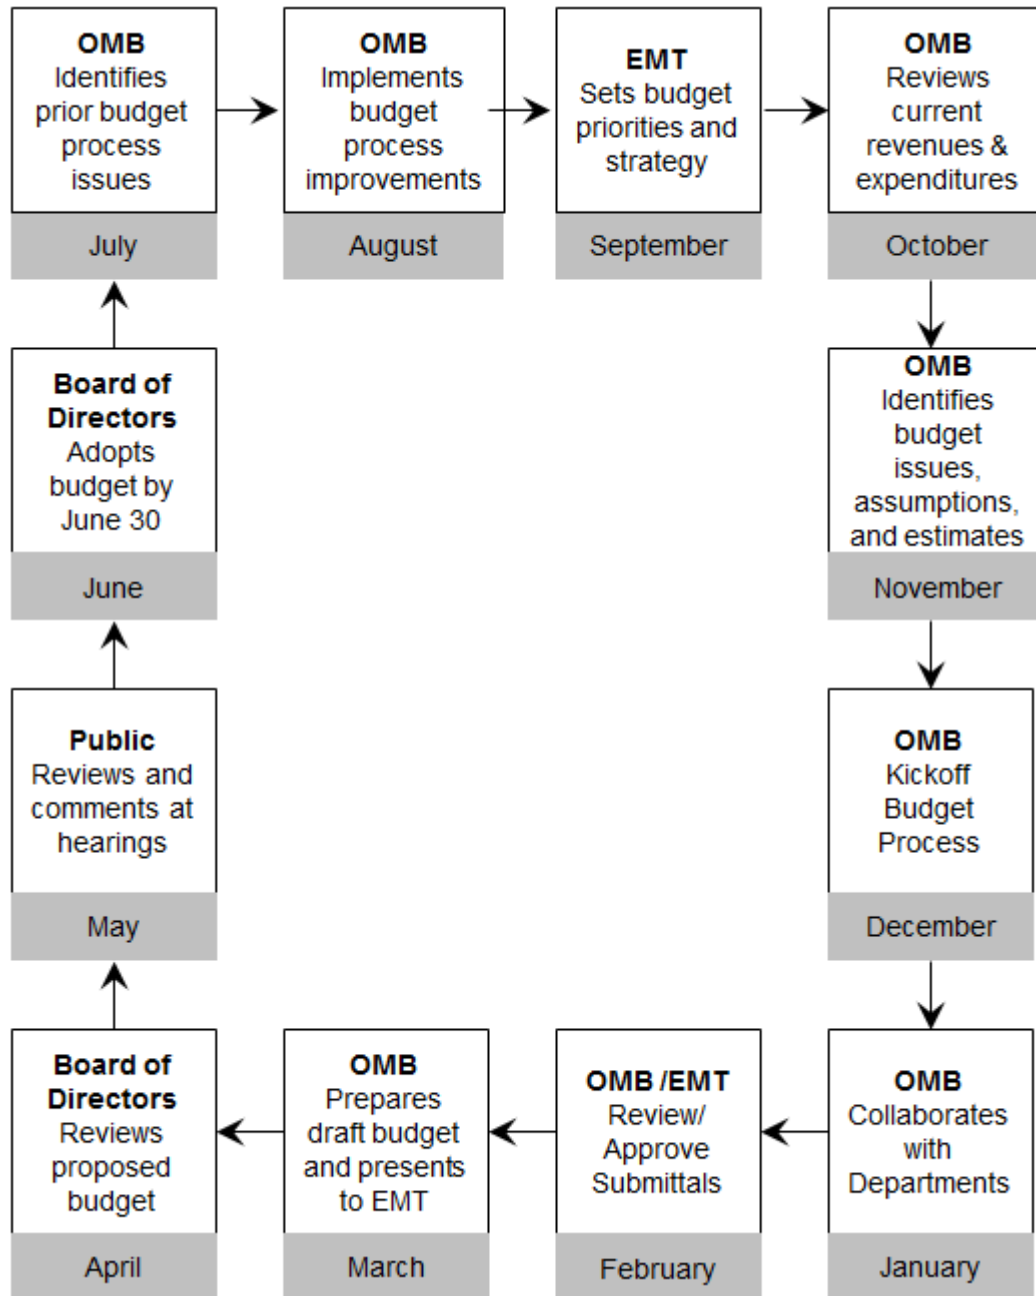 OMB
Identifies
prior budget
process
issues
July
OMB
Implements
budget
process
improvements
August
EMT
Sets budget
priorities and
strategy
September
OMB
Reviews
current
revenues &
expenditures
October
OMB
Identifies
budget
issues,
assumptions,
and estimates
November
OMB
Kickoff
Budget
Process
December
OMB
Collaborates
with
Departments
January
OMB /EMT
Review/
Approve
Submittals
February
OMB
Prepares
draft budget
and presents
to EMT
March
Board of
Directors
Reviews
proposed
budget
April
Public
Reviews and
comments at
hearings
May
Board of
Directors
Adopts
budget by
June 30
June